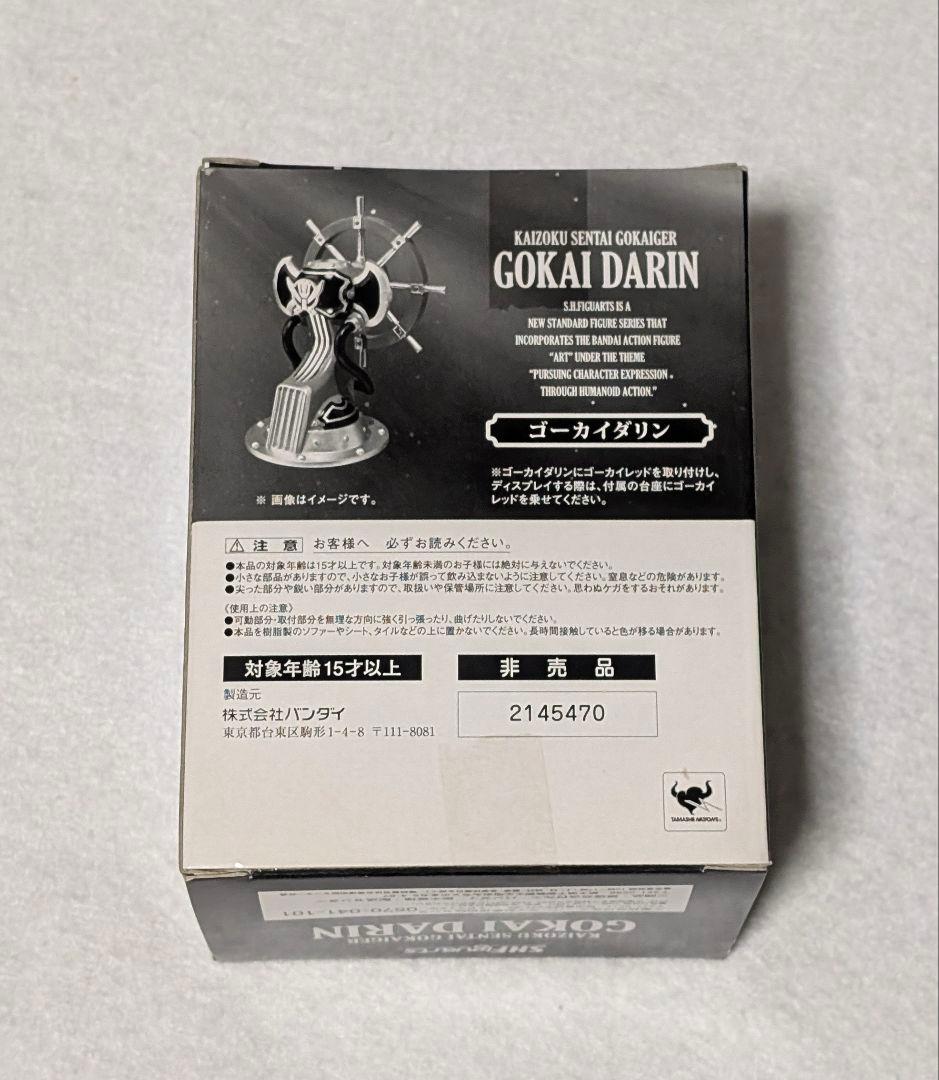 KAIZOKU SENTAI GOKAIGER
GOKAI DARIN
S.H.FIGUARTS IS A
NEW STANDARD FIGURE SERIES THAT
INCORPORATES THE BANDAI ACTION FIGURE
"ART" UNDER THE THEME
"PURSUING CHARACTER EXPRESSION
THROUGH HUMANOID ACTION."
ゴーカイダリン
※ゴーカイダリンにゴーカイレッドを取り付けし、
ディスプレイする際は、付属の台座にゴーカイ
レッドを乗せてください。
※ 画像はイメージです。
注 意 お客様へ 必ずお読みください。
●本品の対象年齢は15才以上です。対象年齢未満のお子様には絶対に与えないでください。
●小さな部品がありますので、小さなお子様が誤って飲み込まないように注意してください。窒息などの危険があります。
●尖った部分や鋭い部分がありますので、取扱いや保管場所に注意してください。思わぬケガをするおそれがあります。
《使用上の注意》
●可動部分・取付部分を無理な方向に強く引っ張ったり、曲げたりしないでください。
●本品を樹脂製のソファーやシート、タイルなどの上に置かないでください。長時間接触していると色が移る場合があります。
対象年齢15才以上
非売品
製造元
株式会社バンダイ
東京都台東区駒形1-4-8 〒111-8081
2145470
TAMASHII NATIONS
0570-041-101
GOKAI DARIN
KAIZOKU SENTAI GOKAIGER
S.H.Figuarts